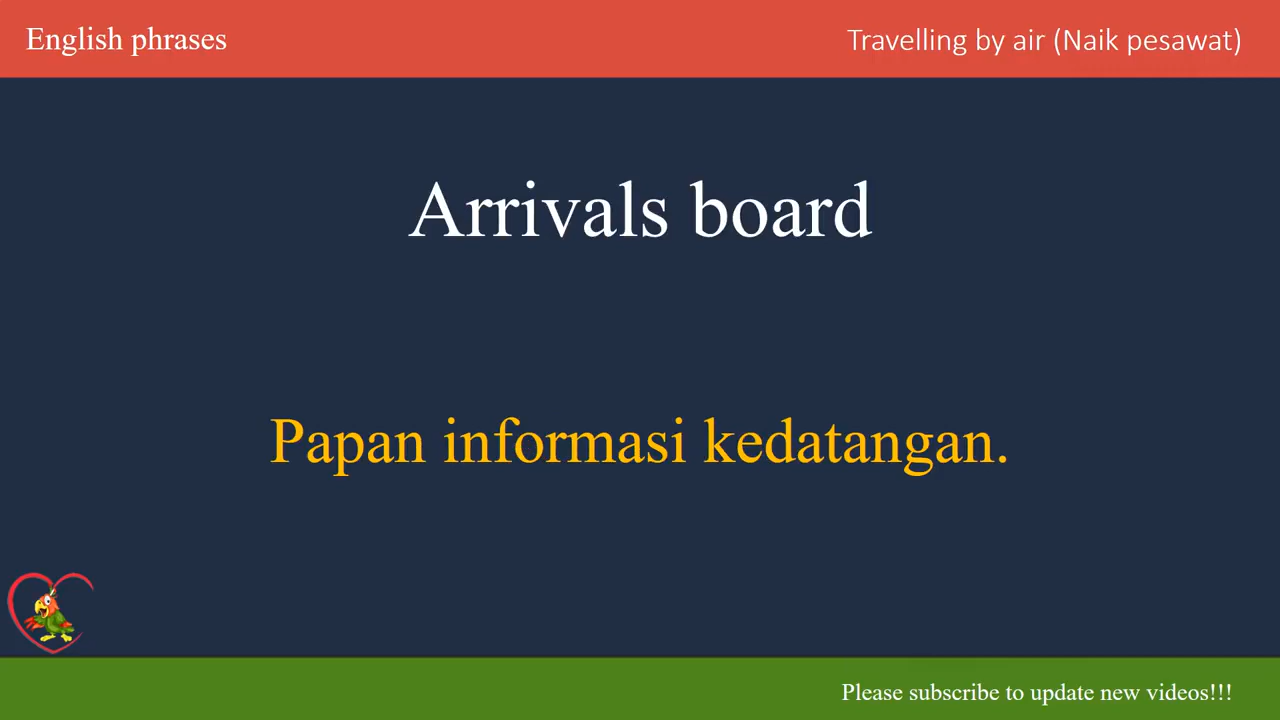 English phrases
Travelling by air (Naik pesawat)
Arrivals board
Papan informasi kedatangan.
Please subscribe to update new videos!!!